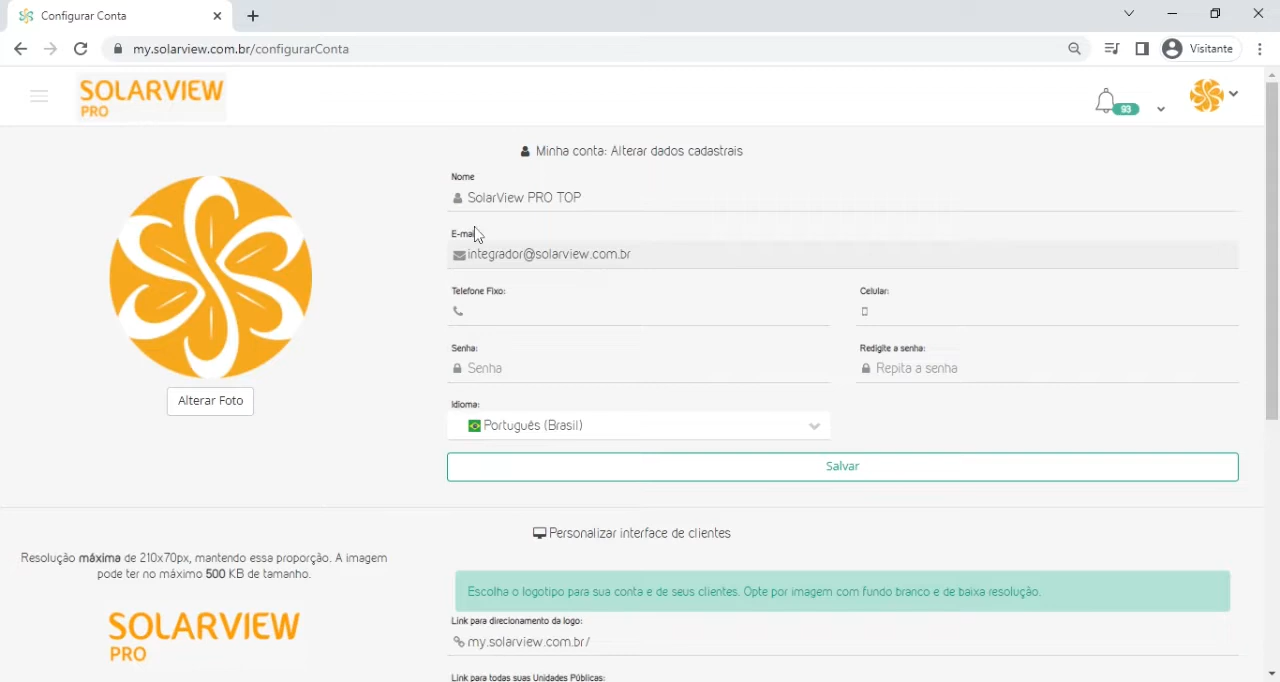 Configurar Conta
my.solarview.com.br/configurarConta
Visitante
SOLARVIEW
PRO
93
Minha conta: Alterar dados cadastrais
Nome
SolarView PRO TOP
E-mail
integrador@solarview.com.br
Telefone Fixo:
Celular:
Senha:
Senha
Redigite a senha:
Repita a senha
Idioma:
Português (Brasil)
Alterar Foto
Salvar
Personalizar interface de clientes
Resolução máxima de 210x70px, mantendo essa proporção. A imagem
pode ter no máximo 500 KB de tamanho.
SOLARVIEW
PRO
Escolha o logotipo para sua conta e de seus clientes. Opte por imagem com fundo branco e de baixa resolução.
Link para direcionamento da logo:
my.solarview.com.br/
Link para todas suas Unidades Públicas: